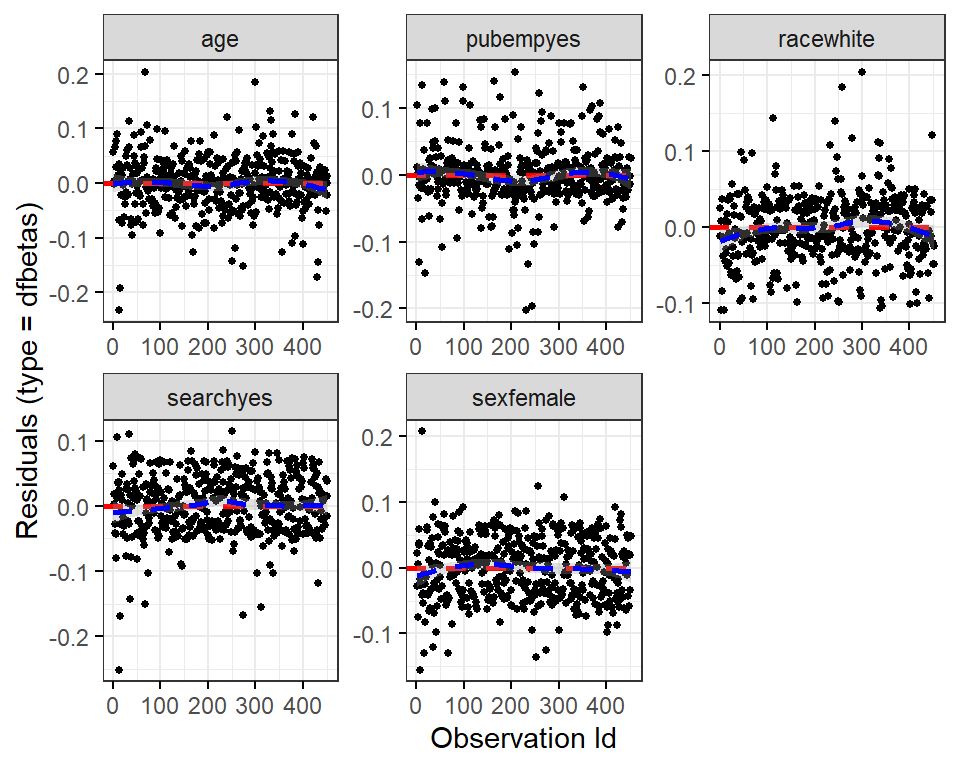 age pubempyes racewhite
0.2 0.1 0.0 -0.1 -0.2
0.1 0.0 -0.1 -0.2
0.2 0.1 0.0 -0.1
0 100 200 300 400 0 100 200 300 400 0 100 200 300 400
searchyes sexfemale
0.1 0.0 -0.1 -0.2
0.2 0.1 0.0 -0.1
0 100 200 300 400 0 100 200 300 400
Residuals (type = dfbetas)
Observation Id